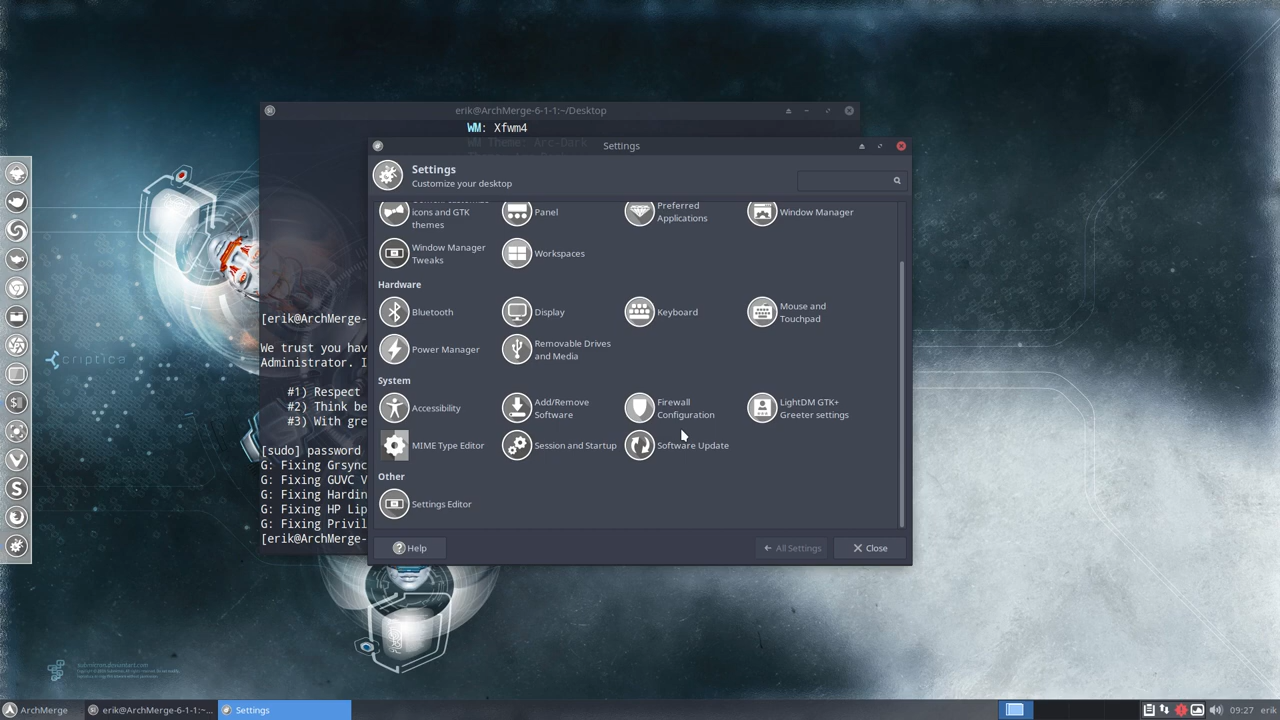 erik@ArchMerge-6-1-1:~/Desktop
WM: Xfwm4
WM Theme: Arc-Dark
Settings
Settings
Customize your desktop
icons and GTK
themes
Panel
Preferred
Applications
Window Manager
Window Manager
Tweaks
Workspaces
Hardware
Bluetooth
Display
Keyboard
Mouse and
Touchpad
Power Manager
Removable Drives
and Media
System
Accessibility
Add/Remove
Software
Firewall
Configuration
LightDM GTK+
Greeter settings
MIME Type Editor
Session and Startup
Software Update
Other
Settings Editor
Help
All Settings
Close
[erik@ArchMerge-
We trust you hav
Administrator. I
#1) Respect
#2) Think be
#3) With gre
[sudo] password
G: Fixing Grsync
G: Fixing GUVC V
G: Fixing Hardin
G: Fixing HP Lip
G: Fixing Privil
[erik@ArchMerge-
criptica
ArchMerge
erik@ArchMerge-6-1-1:~...
Settings
09:27
erik